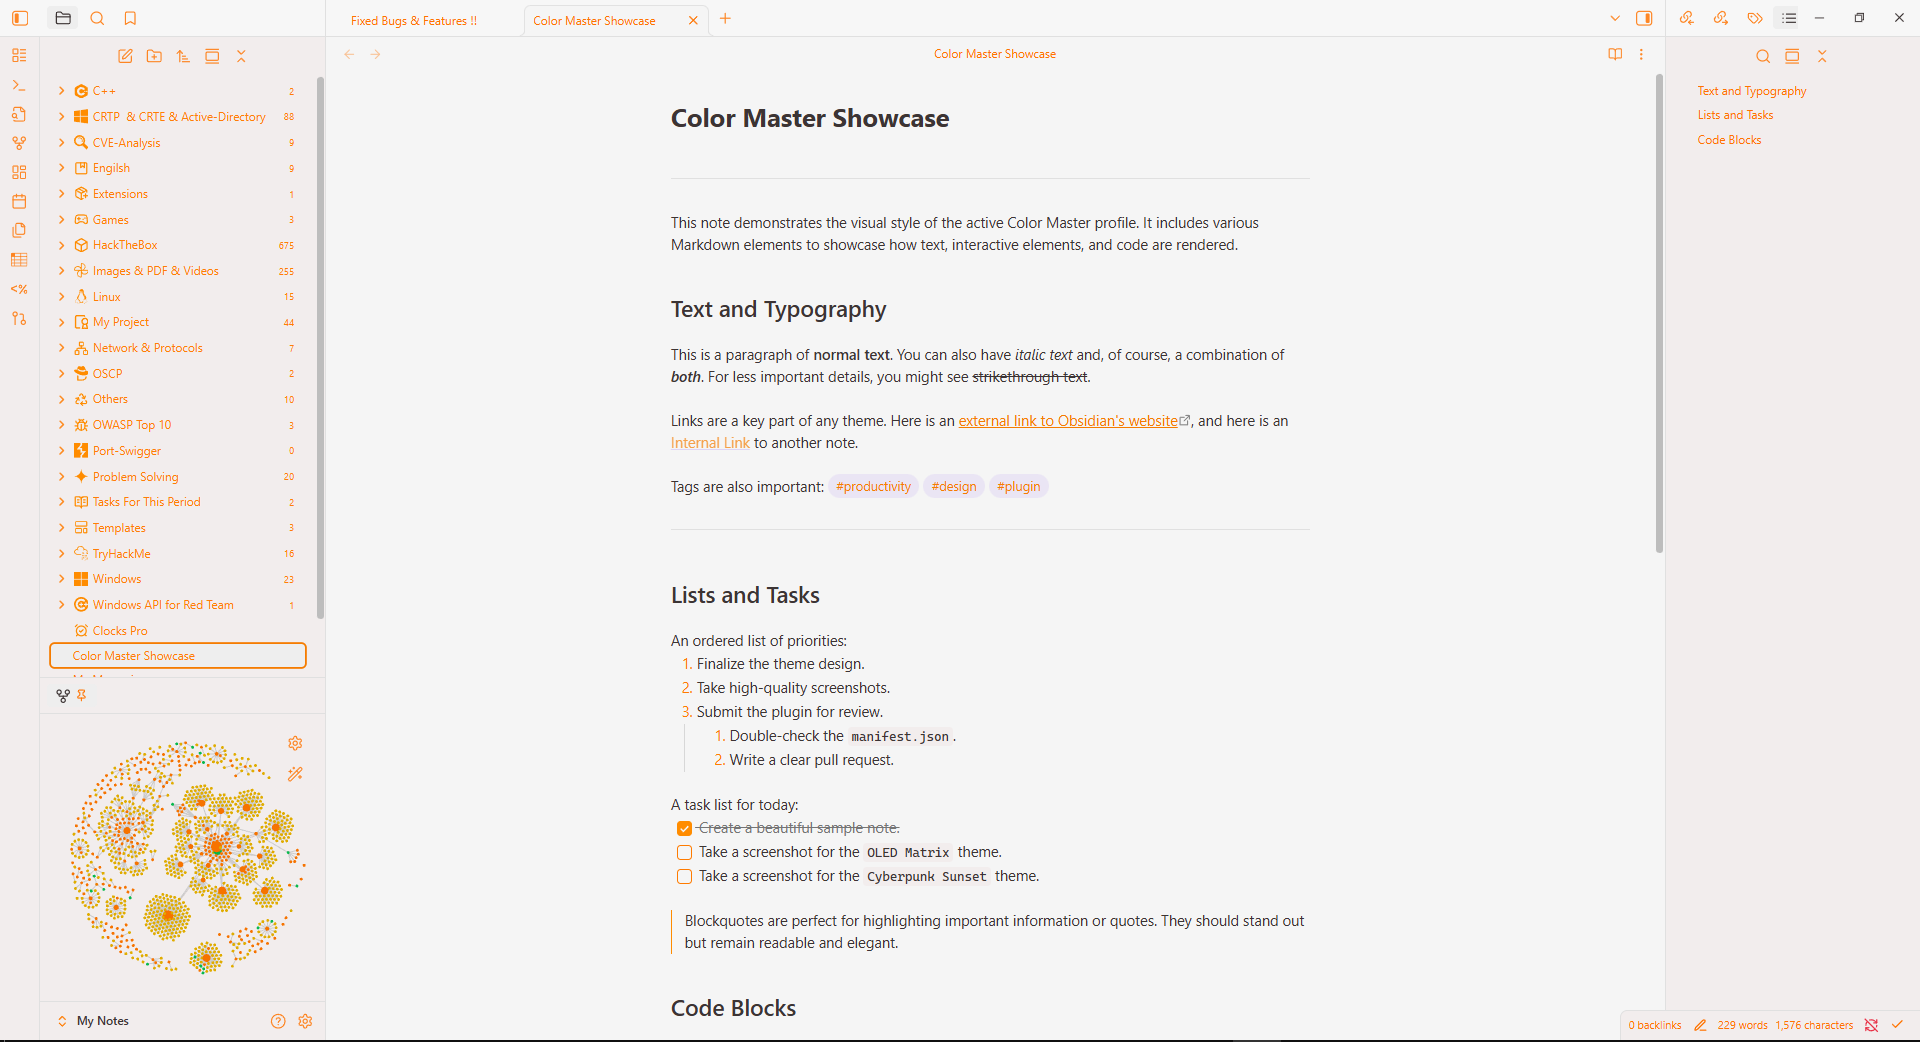 Fixed Bugs & Features !!
Color Master Showcase
Color Master Showcase
C++ 2
CRTP & CRTE & Active-Directory 88
CVE-Analysis 9
Engilsh 9
Extensions 1
Games 3
HackTheBox 675
Images & PDF & Videos 255
Linux 15
My Project 44
Network & Protocols 7
OSCP 2
Others 10
OWASP Top 10 3
Port-Swigger 0
Problem Solving 20
Tasks For This Period 2
Templates 3
TryHackMe 16
Windows 23
Windows API for Red Team 1
Clocks Pro
Color Master Showcase
My Notes
Color Master Showcase
This note demonstrates the visual style of the active Color Master profile. It includes various
Markdown elements to showcase how text, interactive elements, and code are rendered.
Text and Typography
This is a paragraph of normal text. You can also have italic text and, of course, a combination of
both. For less important details, you might see strikethrough text.
Links are a key part of any theme. Here is an external link to Obsidian's website, and here is an
Internal Link to another note.
Tags are also important: #productivity #design #plugin
Lists and Tasks
An ordered list of priorities:
1. Finalize the theme design.
2. Take high-quality screenshots.
3. Submit the plugin for review.
1. Double-check the manifest.json.
2. Write a clear pull request.
A task list for today:
Create a beautiful sample note.
Take a screenshot for the OLED Matrix theme.
Take a screenshot for the Cyberpunk Sunset theme.
Blockquotes are perfect for highlighting important information or quotes. They should stand out
but remain readable and elegant.
Code Blocks
Text and Typography
Lists and Tasks
Code Blocks
0 backlinks 229 words 1,576 characters